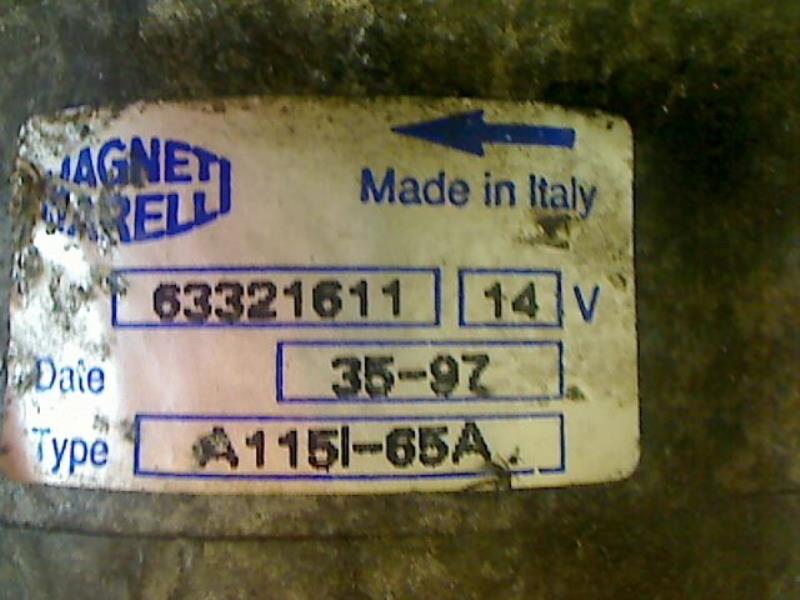 MAGNETI
MARELLI
Made in Italy
63321611 14 V
Date 35-97
Type A115I-65A.